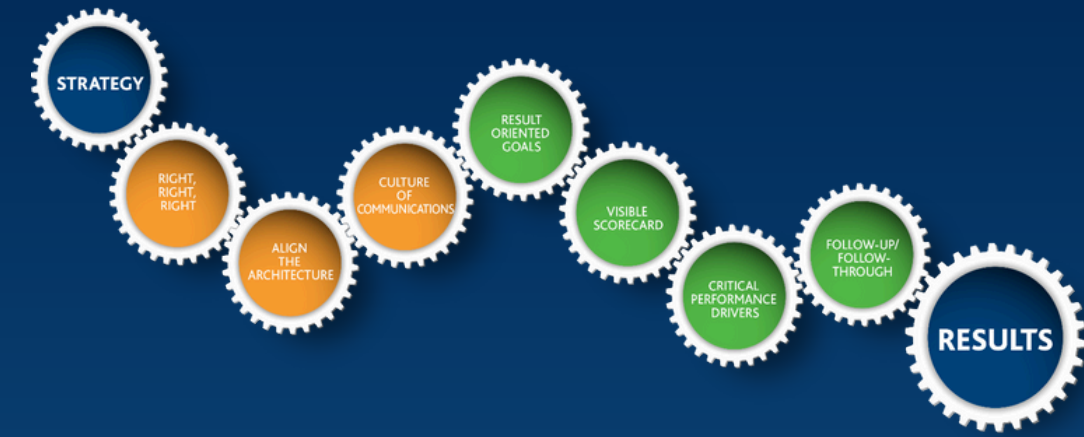 STRATEGY
RIGHT,
RIGHT,
RIGHT
ALIGN
THE
ARCHITECTURE
CULTURE
OF
COMMUNICATIONS
RESULT
ORIENTED
GOALS
VISIBLE
SCORECARD
CRITICAL
PERFORMANCE
DRIVERS
FOLLOW-UP/
FOLLOW-
THROUGH
RESULTS